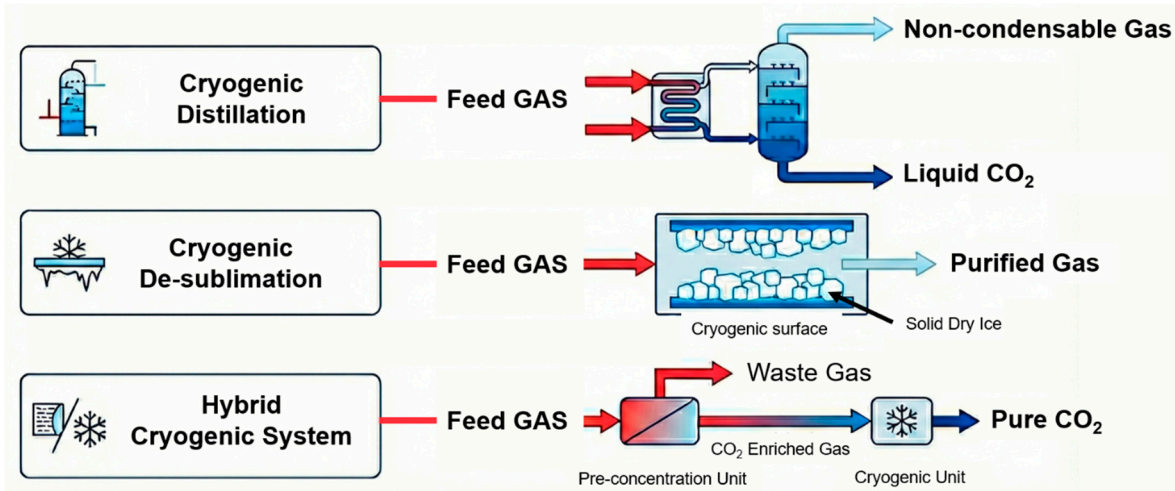 Non-condensable Gas
Cryogenic
Distillation
Feed GAS
Liquid CO₂
Cryogenic
De-sublimation
Feed GAS
Purified Gas
Solid Dry Ice
Cryogenic surface
Waste Gas
Hybrid
Cryogenic System
Feed GAS
Pure CO₂
CO₂ Enriched Gas
Pre-concentration Unit
Cryogenic Unit